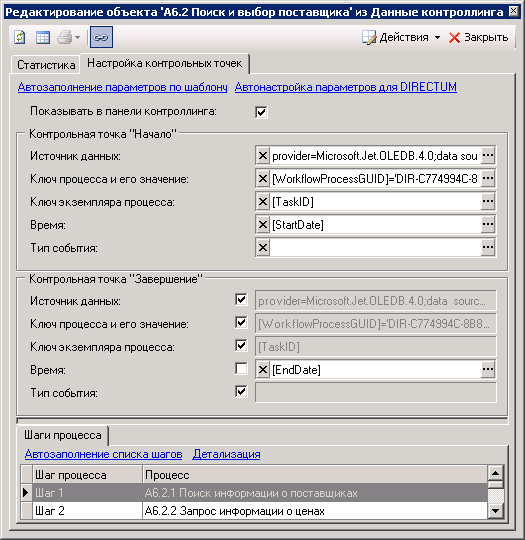 Редактирование объекта 'А6.2 Поиск и выбор поставщика' из Данные контроллинга
Действия Закрыть
Статистика Настройка контрольных точек
Автозаполнение параметров по шаблону Автонастройка параметров для DIRECTUM
Показывать в панели контроллинга:
Контрольная точка "Начало"
Источник данных: provider=Microsoft.Jet.OLEDB.4.0;data sour ...
Ключ процесса и его значение: [WorkflowProcessGUID]='DIR-C774994C-8 ...
Ключ экземпляра процесса: [TaskID] ...
Время: [StartDate] ...
Тип события: ...
Контрольная точка "Завершение"
Источник данных: provider=Microsoft.Jet.OLEDB.4.0;data sourc...
Ключ процесса и его значение: [WorkflowProcessGUID]='DIR-C774994C-8B8...
Ключ экземпляра процесса: [TaskID]
Время: [EndDate] ...
Тип события:
Шаги процесса
Автозаполнение списка шагов Детализация
Шаг процесса Процесс
Шаг 1 А6.2.1 Поиск информации о поставщиках
Шаг 2 А6.2.2 Запрос информации о ценах